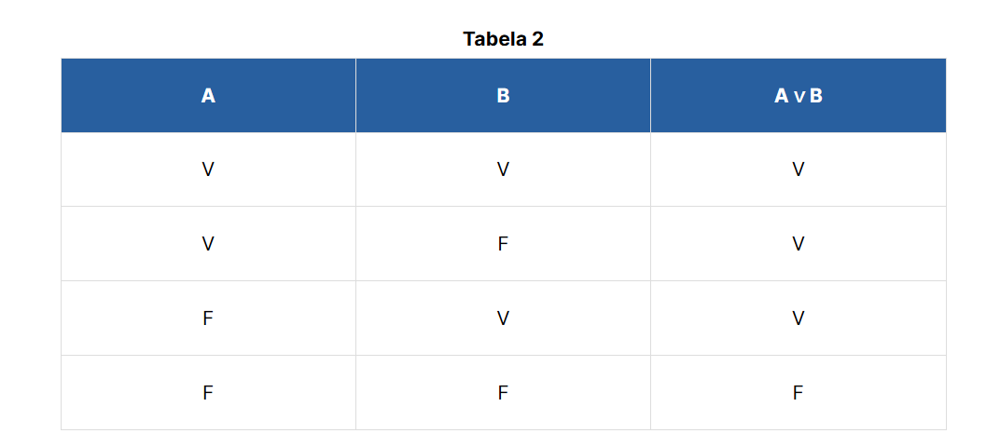 Tabela 2
A B A ∨ B
V V V
V F V
F V V
F F F